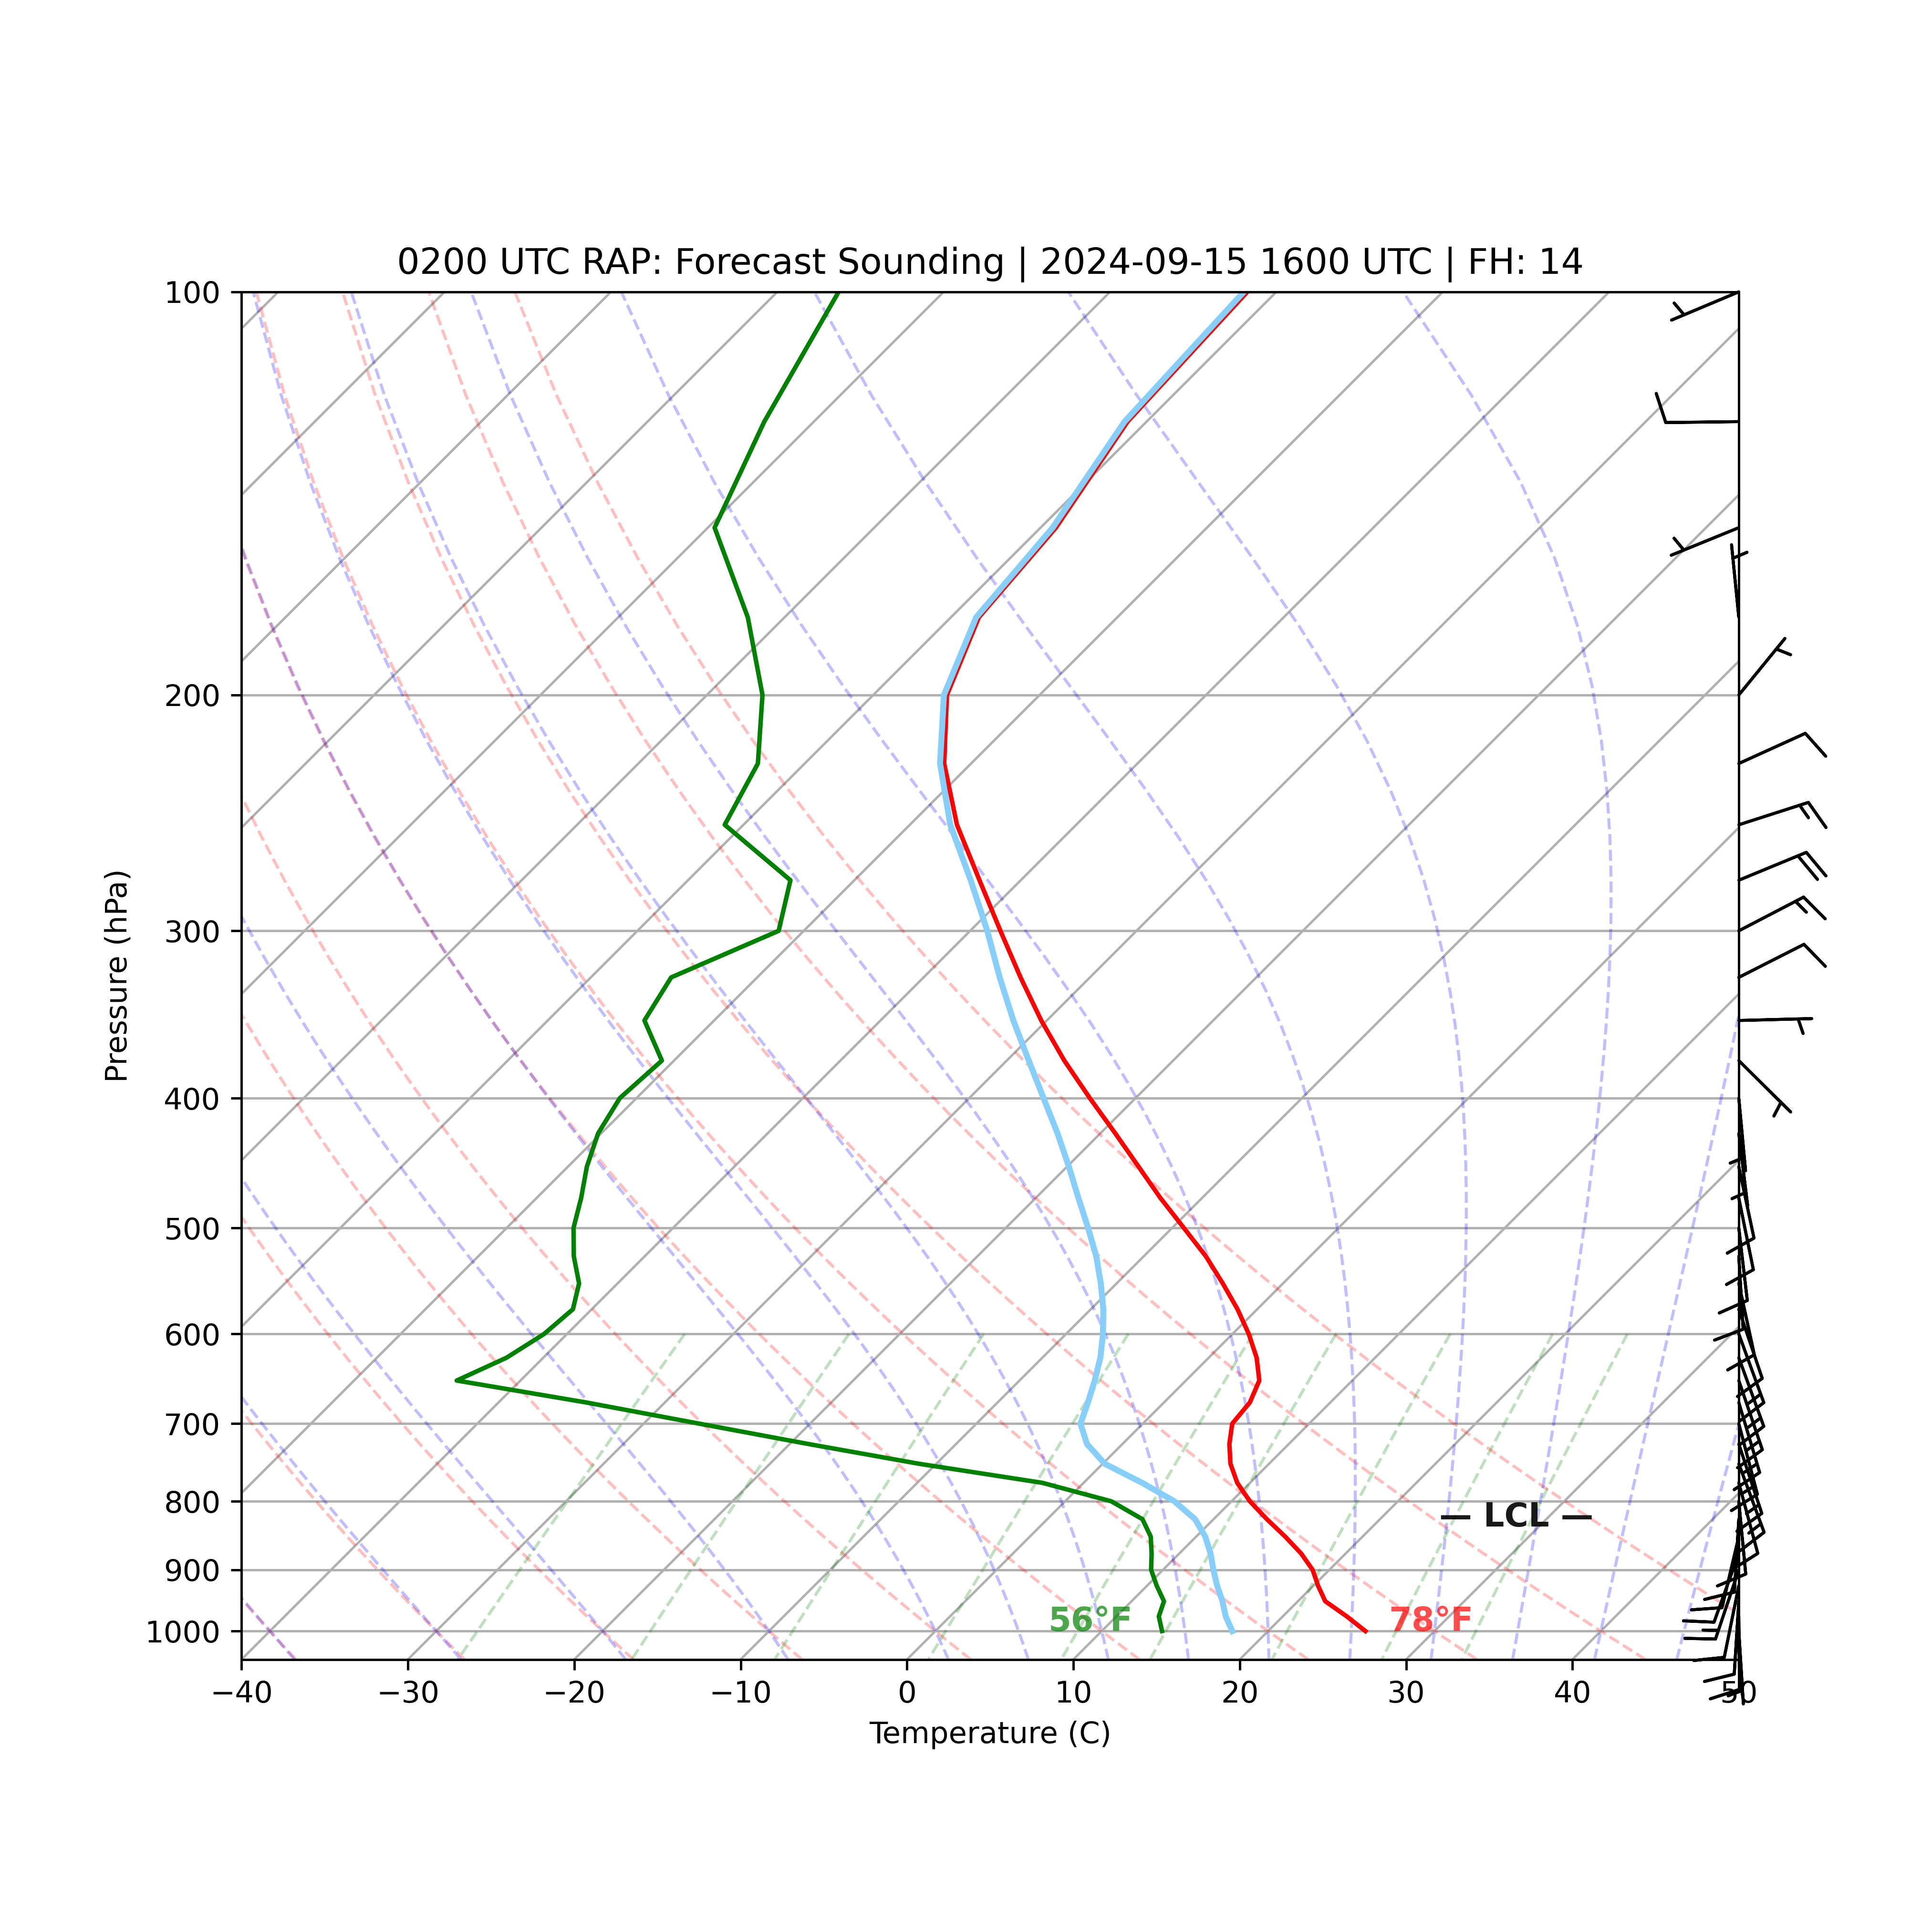 0200 UTC RAP: Forecast Sounding | 2024-09-15 1600 UTC | FH: 14
100
200
300
400
500
600
700
800
900
1000
Pressure (hPa)
— LCL —
56°F
78°F
−40 −30 −20 −10 0 10 20 30 40 50
Temperature (C)